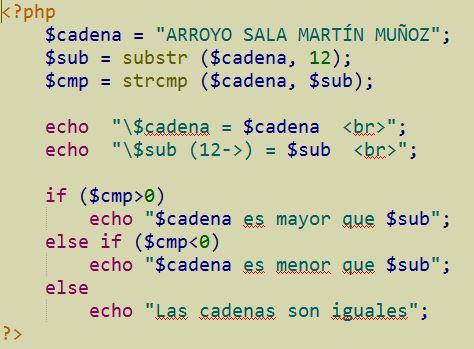 <?php
$cadena = "ARROYO SALA MARTÍN MUÑOZ";
$sub = substr ($cadena, 12);
$cmp = strcmp ($cadena, $sub);
echo  "\$cadena = $cadena  <br>";
echo  "\$sub (12->) = $sub  <br>";
if ($cmp>0)
echo "$cadena es mayor que $sub";
else if ($cmp<0)
echo "$cadena es menor que $sub";
else
echo "Las cadenas son iguales";
?>